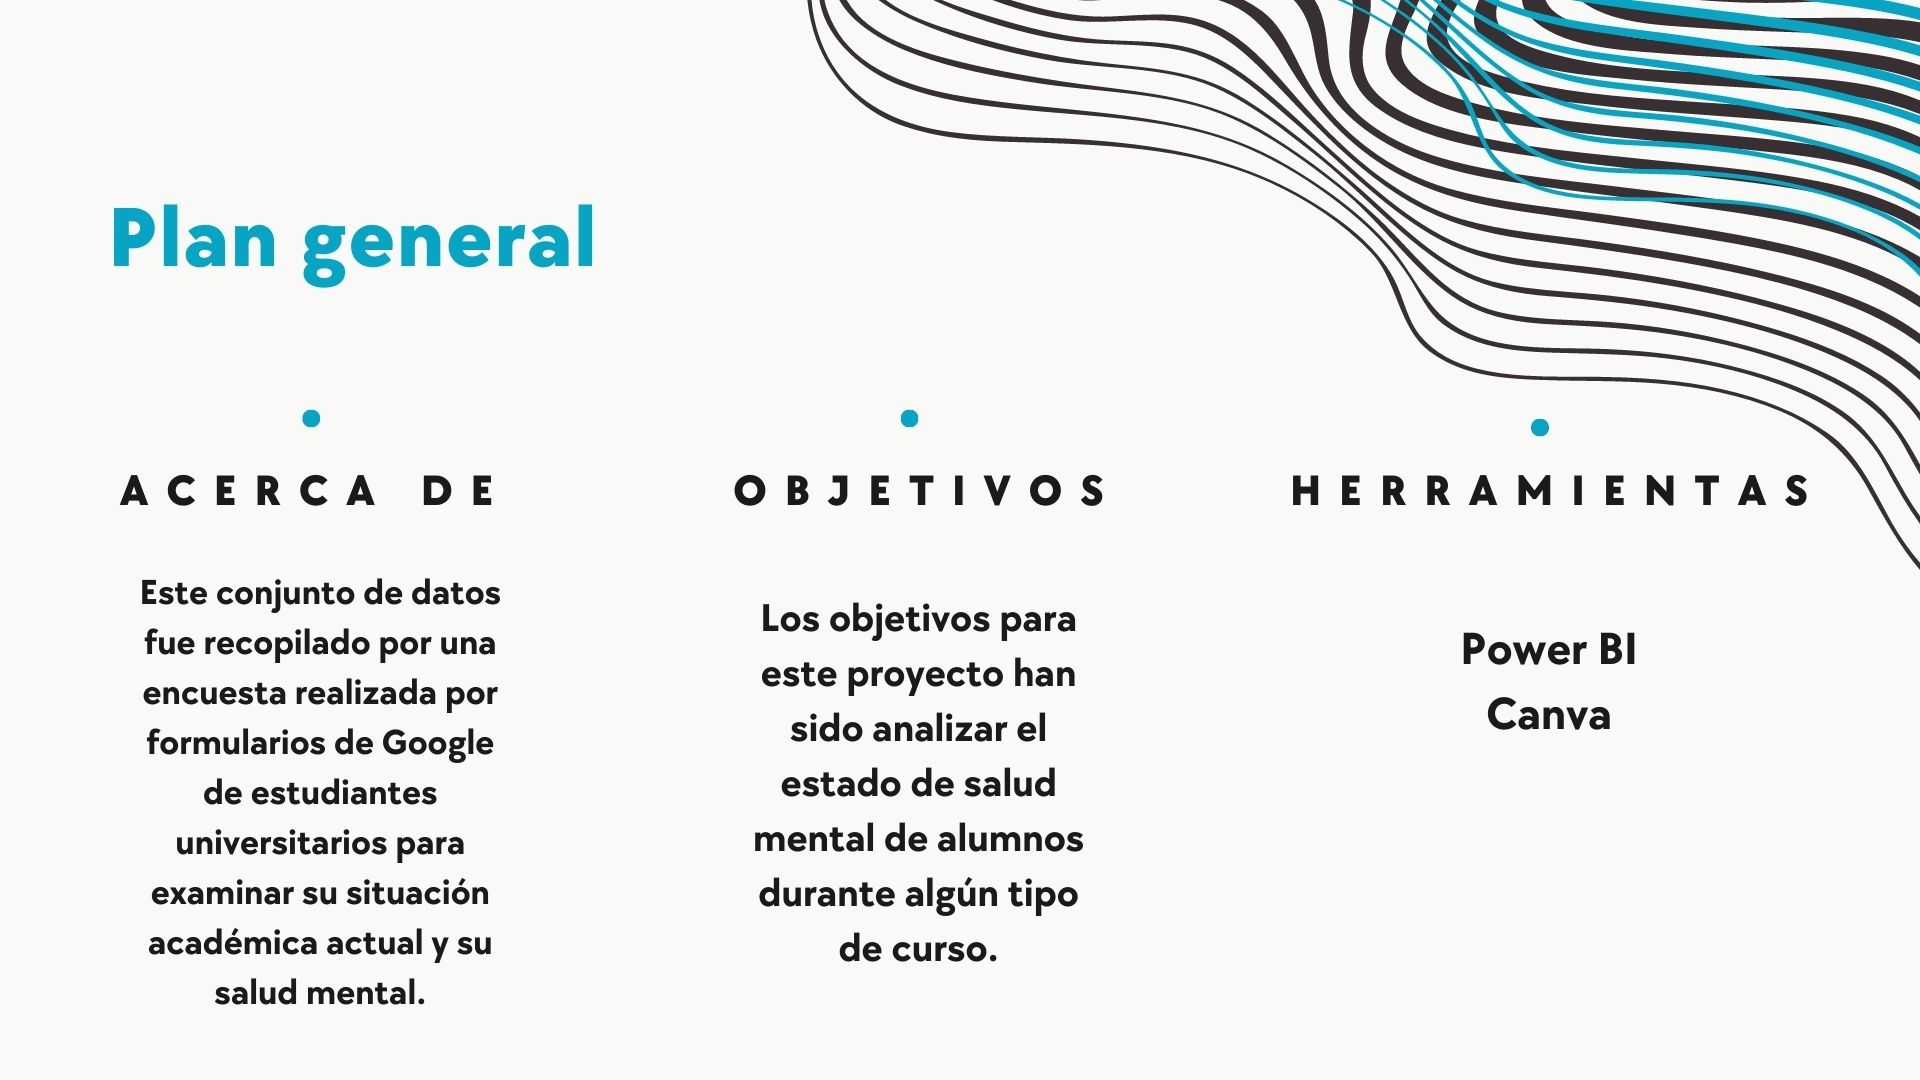 Plan general
ACERCA DE
Este conjunto de datos
fue recopilado por una
encuesta realizada por
formularios de Google
de estudiantes
universitarios para
examinar su situación
académica actual y su
salud mental.
OBJETIVOS
Los objetivos para
este proyecto han
sido analizar el
estado de salud
mental de alumnos
durante algún tipo
de curso.
HERRAMIENTAS
Power BI
Canva